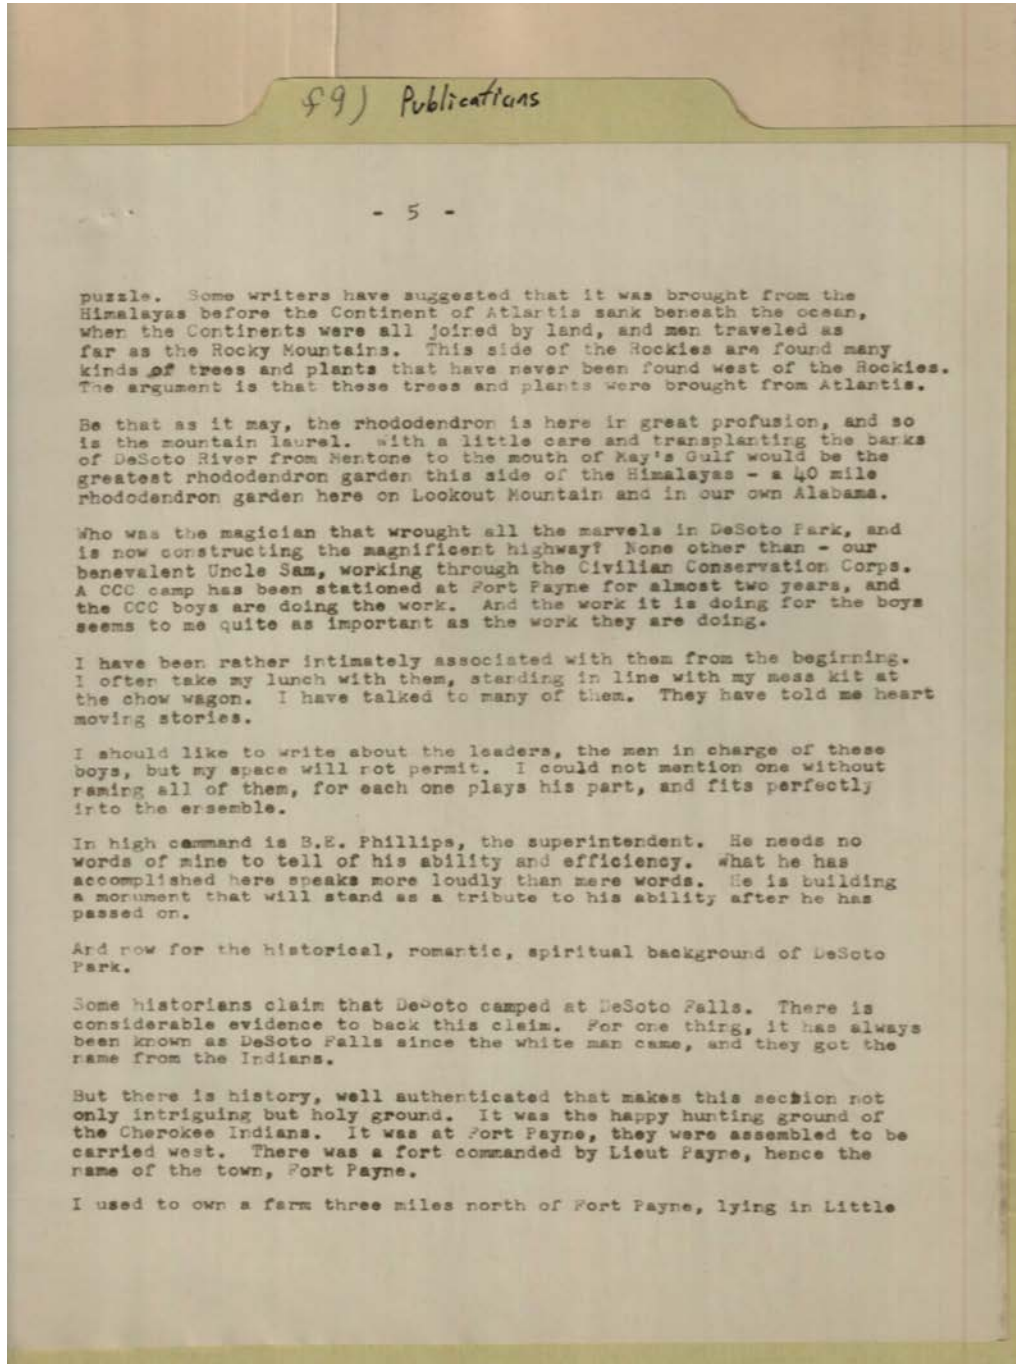 f9) Publications
- 5 -
puzzle. Some writers have suggested that it was brought from the
Himalayas before the Continent of Atlantis sank beneath the ocean,
when the Continents were all joined by land, and men traveled as
far as the Rocky Mountains. This side of the Rockies are found many
kinds of trees and plants that have never been found west of the Rockies.
The argument is that these trees and plants were brought from Atlantis.
Be that as it may, the rhododendron is here in great profusion, and so
is the mountain laurel. With a little care and transplanting the banks
of DeSoto River from Mentone to the mouth of May's Gulf would be the
greatest rhododendron garden this side of the Himalayas - a 40 mile
rhododendron garden here on Lookout Mountain and in our own Alabama.
Who was the magician that wrought all the marvels in DeSoto Park, and
is now constructing the magnificent highway? None other than - our
benevalent Uncle Sam, working through the Civilian Conservation Corps.
A CCC camp has been stationed at Fort Payne for almost two years, and
the CCC boys are doing the work. And the work it is doing for the boys
seems to me quite as important as the work they are doing.
I have been rather intimately associated with them from the beginning.
I often take my lunch with them, standing in line with my mess kit at
the chow wagon. I have talked to many of them. They have told me heart
moving stories.
I should like to write about the leaders, the men in charge of these
boys, but my space will not permit. I could not mention one without
naming all of them, for each one plays his part, and fits perfectly
into the ensemble.
In high command is B.E. Phillips, the superintendent. He needs no
words of mine to tell of his ability and efficiency. What he has
accomplished here speaks more loudly than mere words. He is building
a monument that will stand as a tribute to his ability after he has
passed on.
And now for the historical, romantic, spiritual background of DeSoto
Park.
Some historians claim that DeSoto camped at DeSoto Falls. There is
considerable evidence to back this claim. For one thing, it has always
been known as DeSoto Falls since the white man came, and they got the
name from the Indians.
But there is history, well authenticated that makes this section not
only intriguing but holy ground. It was the happy hunting ground of
the Cherokee Indians. It was at Fort Payne, they were assembled to be
carried west. There was a fort commanded by Lieut Payne, hence the
name of the town, Fort Payne.
I used to own a farm three miles north of Fort Payne, lying in Little